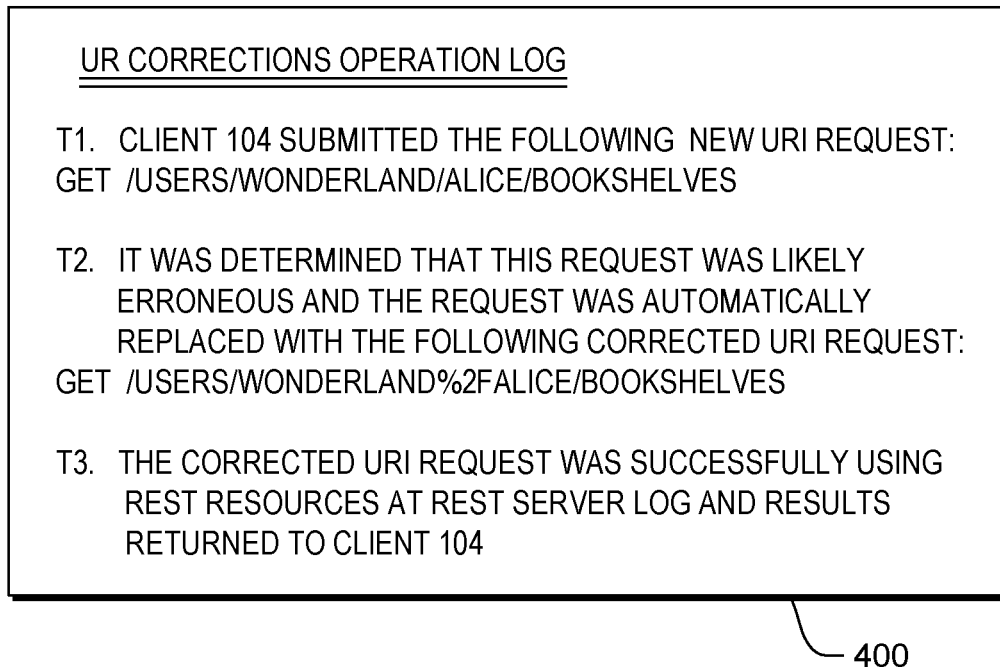 UR CORRECTIONS OPERATION LOG
T1. CLIENT 104 SUBMITTED THE FOLLOWING NEW URI REQUEST:
GET /USERS/WONDERLAND/ALICE/BOOKSHELVES
T2. IT WAS DETERMINED THAT THIS REQUEST WAS LIKELY
ERRONEOUS AND THE REQUEST WAS AUTOMATICALLY
REPLACED WITH THE FOLLOWING CORRECTED URI REQUEST:
GET /USERS/WONDERLAND%2FALICE/BOOKSHELVES
T3. THE CORRECTED URI REQUEST WAS SUCCESSFULLY USING
REST RESOURCES AT REST SERVER LOG AND RESULTS
RETURNED TO CLIENT 104
400